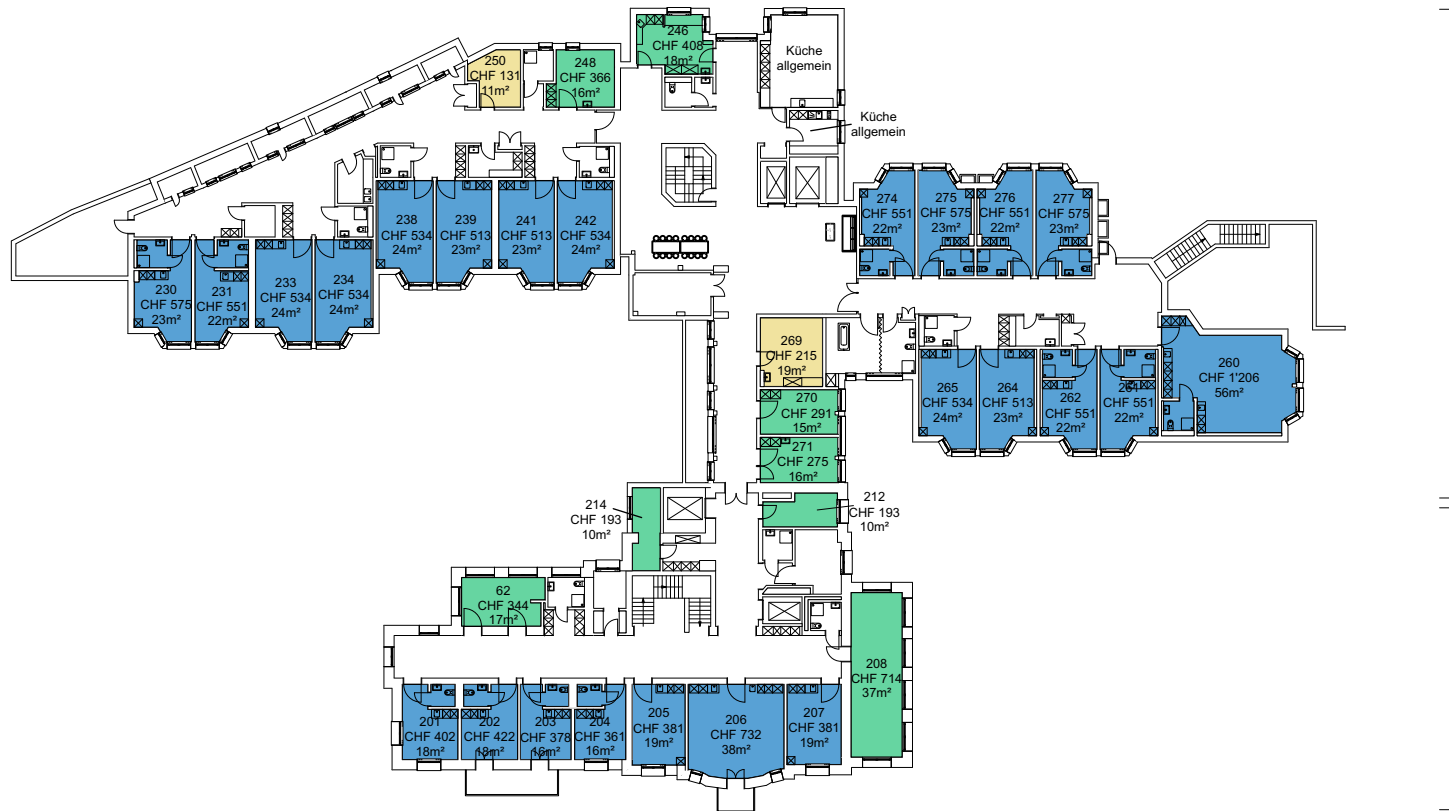 246
CHF 408
18m²
Küche
allgemein
250
CHF 131
11m²
248
CHF 366
16m²
Küche
allgemein
238
CHF 534
24m²
239
CHF 513
23m²
241
CHF 513
23m²
242
CHF 534
24m²
274
CHF 551
22m²
275
CHF 575
23m²
276
CHF 551
22m²
277
CHF 575
23m²
230
CHF 575
23m²
231
CHF 551
22m²
233
CHF 534
24m²
234
CHF 534
24m²
269
CHF 215
19m²
270
CHF 291
15m²
271
CHF 275
16m²
265
CHF 534
24m²
264
CHF 513
23m²
262
CHF 551
22m²
261
CHF 551
22m²
260
CHF 1'206
56m²
214
CHF 193
10m²
212
CHF 193
10m²
62
CHF 344
17m²
208
CHF 714
37m²
201
CHF 402
18m²
202
CHF 422
18m²
203
CHF 378
16m²
204
CHF 361
16m²
205
CHF 381
19m²
206
CHF 732
38m²
207
CHF 381
19m²